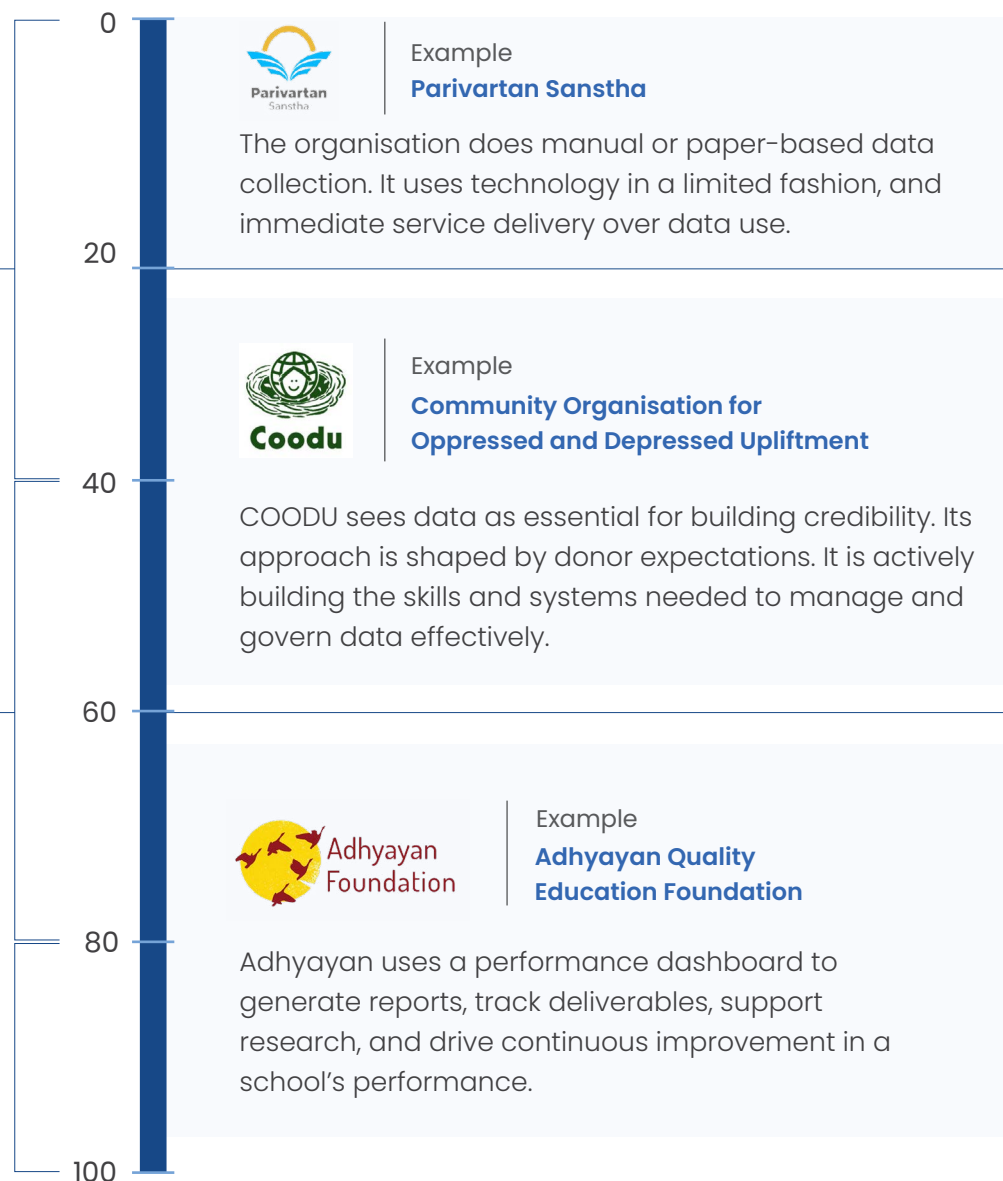 0
Parivartan
Sanstha
Example
Parivartan Sanstha
The organisation does manual or paper-based data
collection. It uses technology in a limited fashion, and
immediate service delivery over data use.
20
Coodu
Example
Community Organisation for
Oppressed and Depressed Upliftment
40
COODU sees data as essential for building credibility. Its
approach is shaped by donor expectations. It is actively
building the skills and systems needed to manage and
govern data effectively.
60
Adhyayan
Foundation
Example
Adhyayan Quality
Education Foundation
80
Adhyayan uses a performance dashboard to
generate reports, track deliverables, support
research, and drive continuous improvement in a
school’s performance.
100